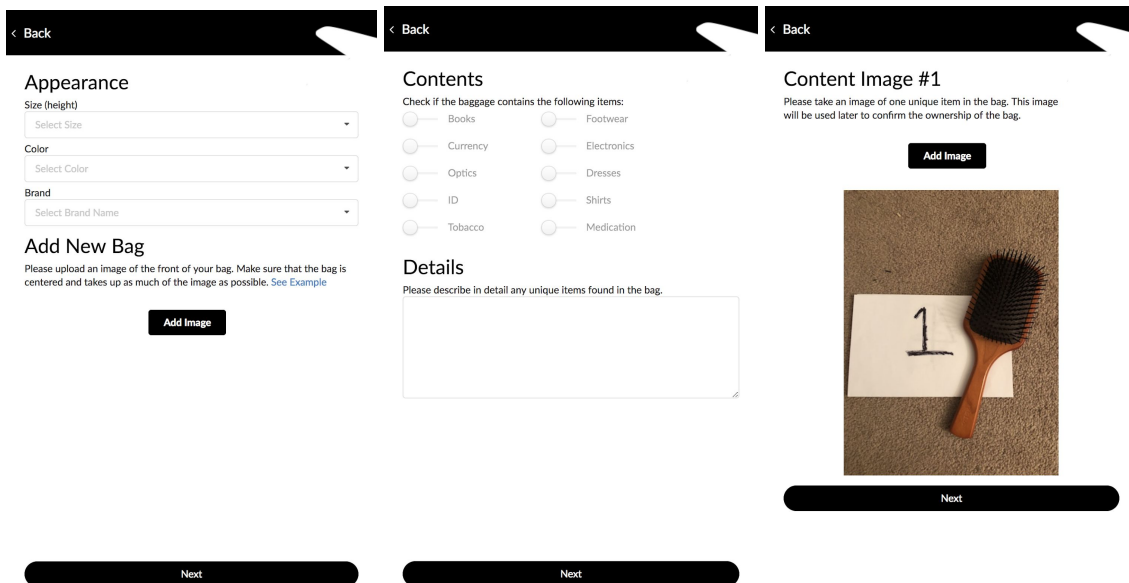 < Back
Appearance
Size (height)
Select Size
Color
Select Color
Brand
Select Brand Name
Add New Bag
Please upload an image of the front of your bag. Make sure that the bag is
centered and takes up as much of the image as possible. See Example
Add Image
Next
< Back
Contents
Check if the baggage contains the following items:
Books Footwear
Currency Electronics
Optics Dresses
ID Shirts
Tobacco Medication
Details
Please describe in detail any unique items found in the bag.
Next
< Back
Content Image #1
Please take an image of one unique item in the bag. This image
will be used later to confirm the ownership of the bag.
Add Image
1
Next